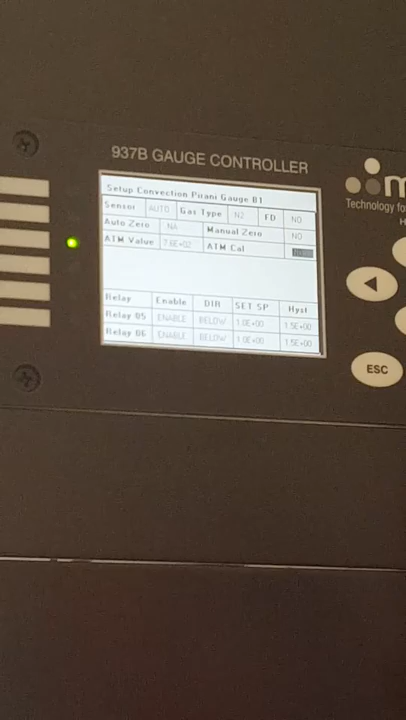 937B GAUGE CONTROLLER
Setup Convection Pirani Gauge B1
Sensor AUTO Gas Type N2 FD NO
Auto Zero NA Manual Zero NO
ATM Value 7.6E+02 ATM Cal
Relay Enable DIR SET SP Hyst
Relay 05 ENABLE BELOW 1.0E+00 1.5E+00
Relay 06 ENABLE BELOW 1.0E+00 1.5E+00
m
Technology for
ESC